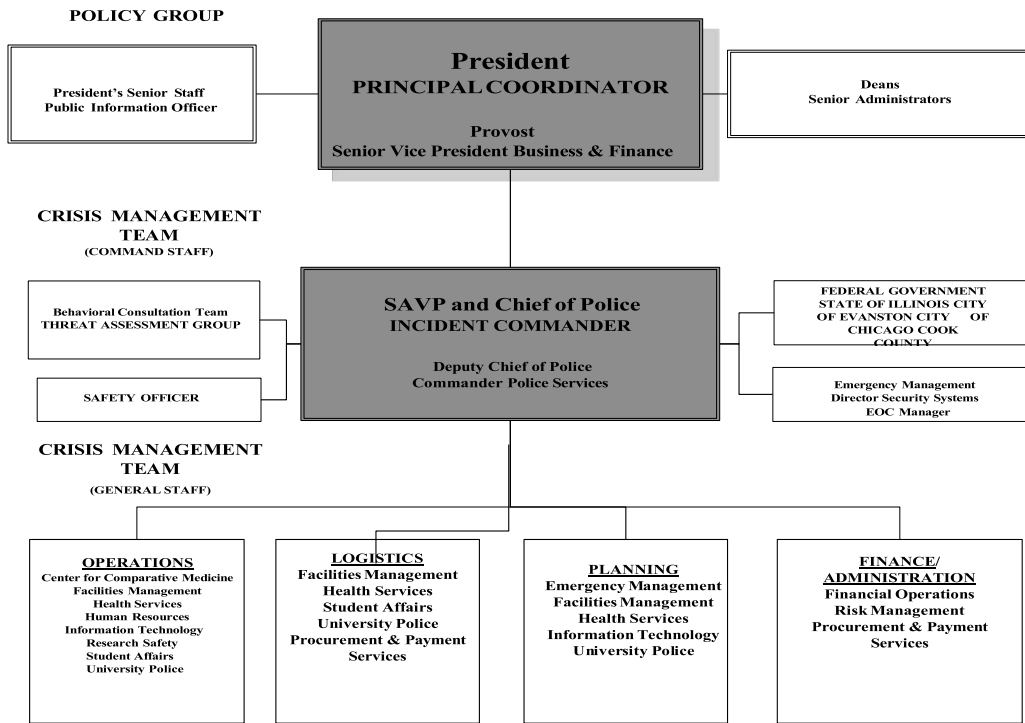 POLICY GROUP
President's Senior Staff
Public Information Officer
President
PRINCIPAL COORDINATOR
Provost
Senior Vice President Business & Finance
Deans
Senior Administrators
CRISIS MANAGEMENT
TEAM
(COMMAND STAFF)
Behavioral Consultation Team
THREAT ASSESSMENT GROUP
SAFETY OFFICER
SAVP and Chief of Police
INCIDENT COMMANDER
Deputy Chief of Police
Commander Police Services
FEDERAL GOVERNMENT
STATE OF ILLINOIS CITY
OF EVANSTON CITY OF
CHICAGO COOK
COUNTY
Emergency Management
Director Security Systems
EOC Manager
CRISIS MANAGEMENT
TEAM
(GENERAL STAFF)
OPERATIONS
Center for Comparative Medicine
Facilities Management
Health Services
Human Resources
Information Technology
Research Safety
Student Affairs
University Police
LOGISTICS
Facilities Management
Health Services
Student Affairs
University Police
Procurement & Payment
Services
PLANNING
Emergency Management
Facilities Management
Health Services
Information Technology
University Police
FINANCE/
ADMINISTRATION
Financial Operations
Risk Management
Procurement & Payment
Services